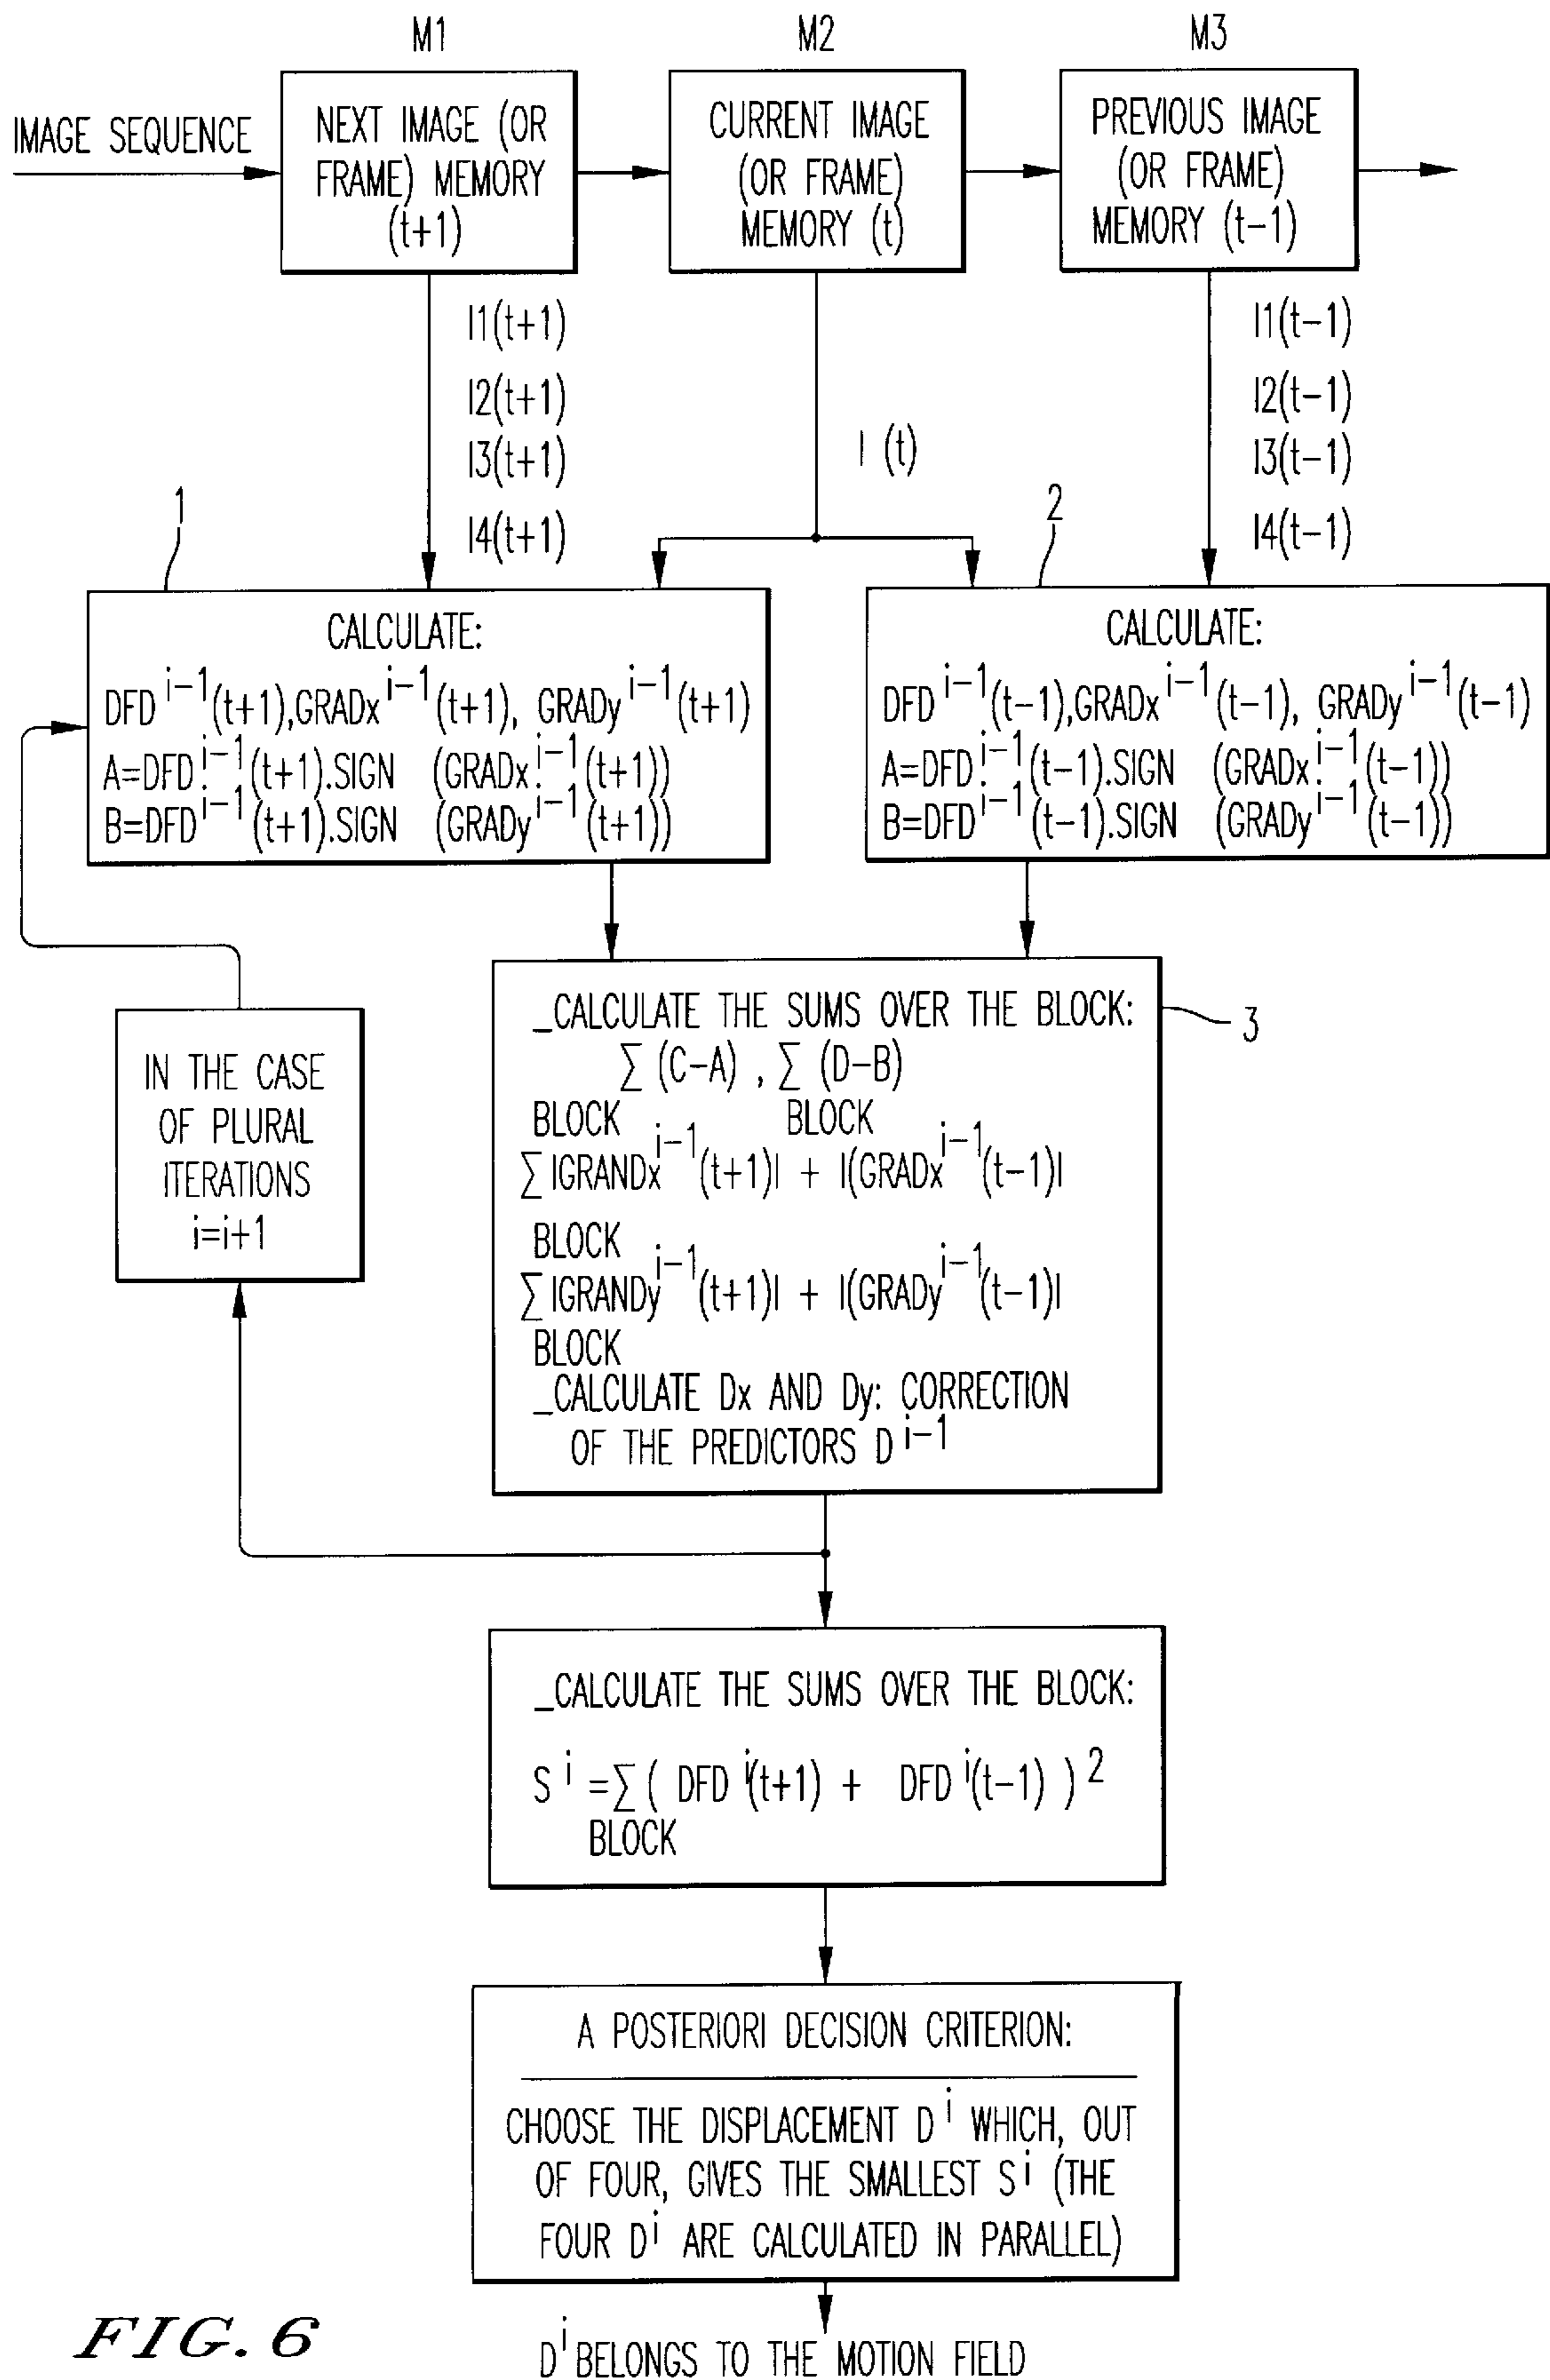 M1
M2
M3
IMAGE SEQUENCE
NEXT IMAGE (OR
FRAME) MEMORY
(t+1)
CURRENT IMAGE
(OR FRAME)
MEMORY (t)
PREVIOUS IMAGE
(OR FRAME)
MEMORY (t-1)
I1(t+1)
I2(t+1)
I3(t+1)
I4(t+1)
I (t)
I1(t-1)
I2(t-1)
I3(t-1)
I4(t-1)
1
CALCULATE:
DFD i-1(t+1),GRADx i-1(t+1), GRADy i-1(t+1)
A=DFD i-1(t+1).SIGN (GRADx i-1(t+1))
B=DFD i-1(t+1).SIGN (GRADy i-1(t+1))
2
CALCULATE:
DFD i-1(t-1),GRADx i-1(t-1), GRADy i-1(t-1)
A=DFD i-1(t-1).SIGN (GRADx i-1(t-1))
B=DFD i-1(t-1).SIGN (GRADy i-1(t-1))
IN THE CASE
OF PLURAL
ITERATIONS
i=i+1
3
_CALCULATE THE SUMS OVER THE BLOCK:
∑ (C-A) , ∑ (D-B)
BLOCK BLOCK
∑ |GRANDx i-1(t+1)| + |(GRADx i-1(t-1)|
BLOCK
∑ |GRANDy i-1(t+1)| + |(GRADy i-1(t-1)|
BLOCK
_CALCULATE Dx AND Dy: CORRECTION
OF THE PREDICTORS D i-1
_CALCULATE THE SUMS OVER THE BLOCK:
S i =∑ ( DFD i(t+1) + DFD i(t-1) ) 2
BLOCK
A POSTERIORI DECISION CRITERION:
CHOOSE THE DISPLACEMENT D i WHICH, OUT
OF FOUR, GIVES THE SMALLEST S i (THE
FOUR D i ARE CALCULATED IN PARALLEL)
D i BELONGS TO THE MOTION FIELD
FIG. 6